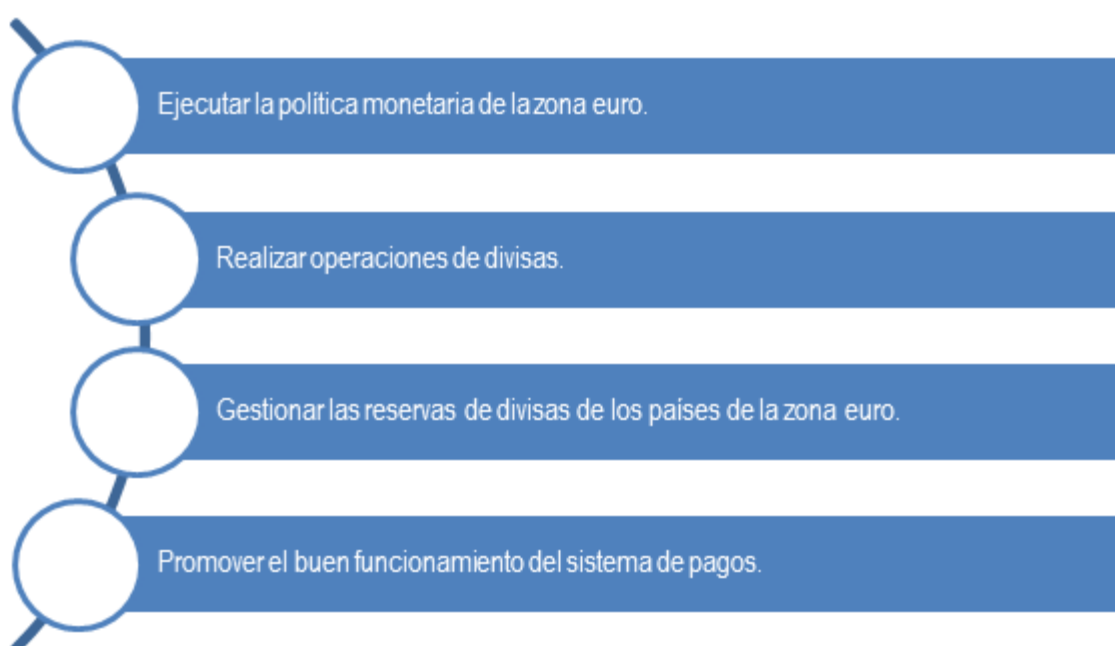 Ejecutar la política monetaria de la zona euro.
Realizar operaciones de divisas.
Gestionar las reservas de divisas de los países de la zona euro.
Promover el buen funcionamiento del sistema de pagos.